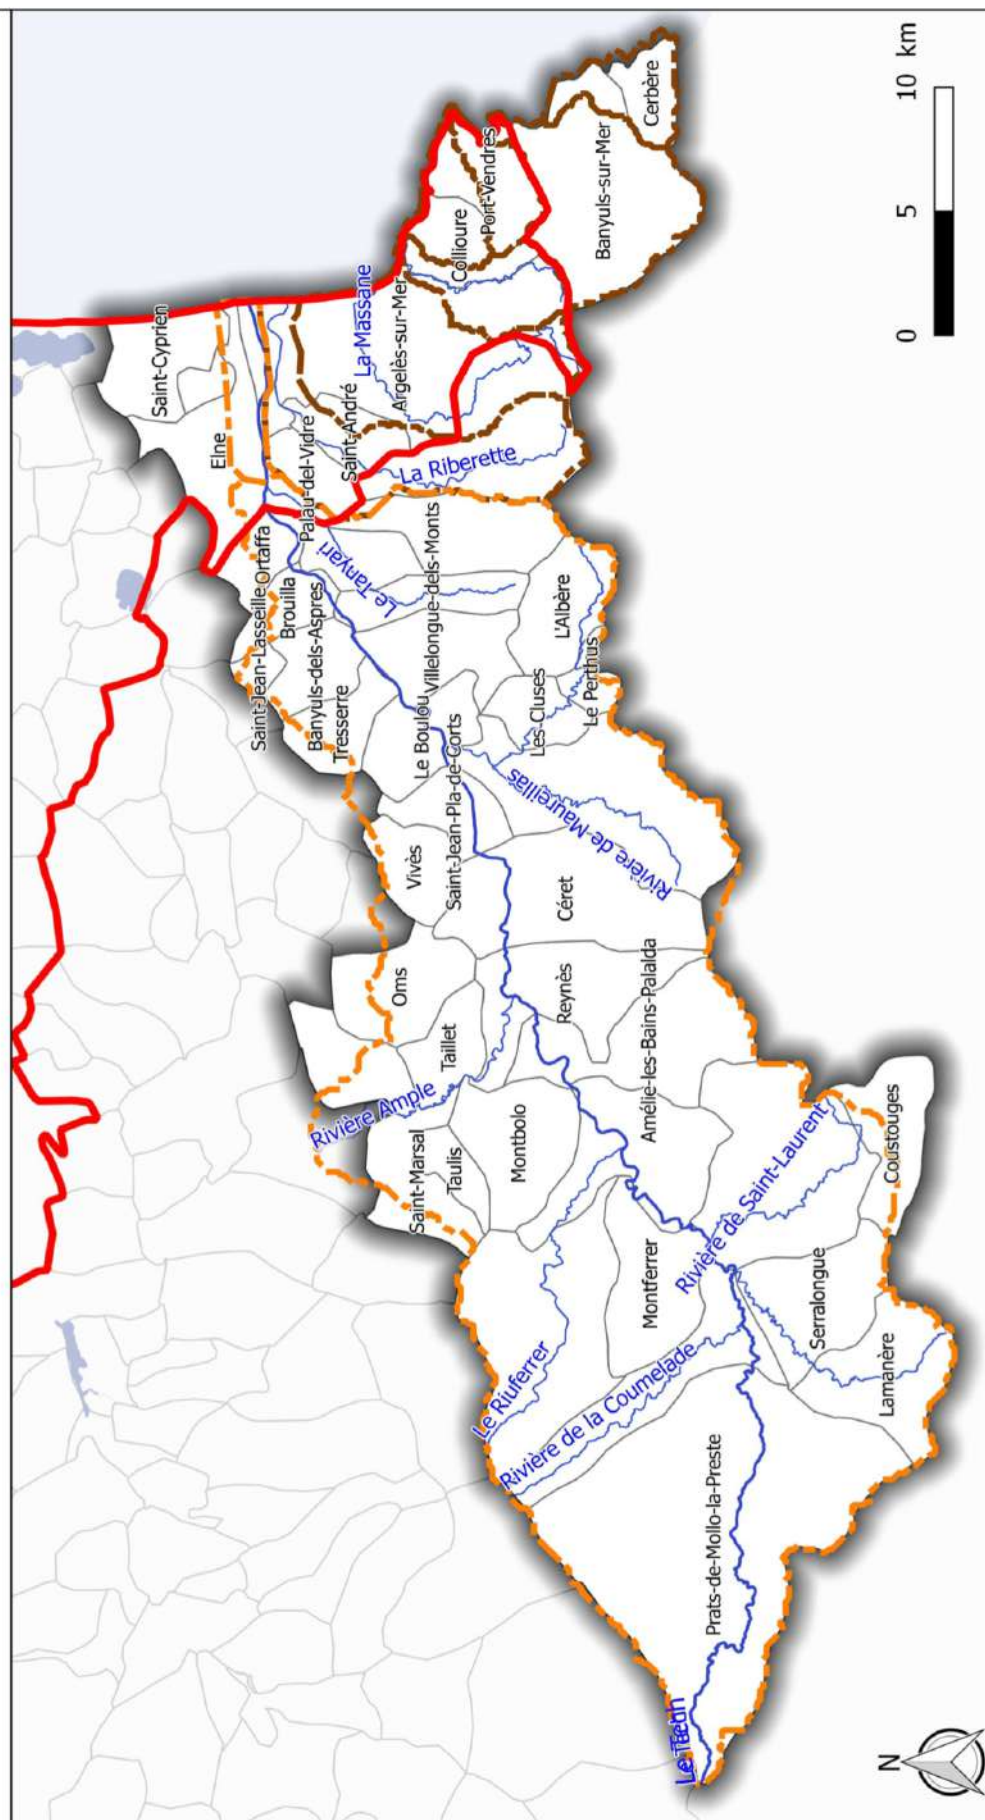 Saint-Cyprien
Elne
Palau-del-Vidre
Saint-André
La Massane
Argelès-sur-Mer
Collioure
Port-Vendres
Banyuls-sur-Mer
Cerbère
La Riberette
Ortaffa
Saint-Jean-Lasseille
Brouilla
Banyuls-dels-Aspres
Tresserre
Le Tanyari
Villelongue-dels-Monts
L'Albère
Le Boulou
Les Cluses
Le Perthus
Saint-Jean-Pla-de-Corts
Vivès
Rivière de Maureillas
Céret
Oms
Taillet
Reynès
Amélie-les-Bains-Palalda
Rivière Ample
Saint-Marsal
Taulis
Montbolo
Coustouges
Rivière de Saint-Laurent
Montferrer
Serralongue
Lamanère
Le Riuferrer
Rivière de la Coumelade
Prats-de-Mollo-la-Preste
Le Tech
N
0 5 10 km